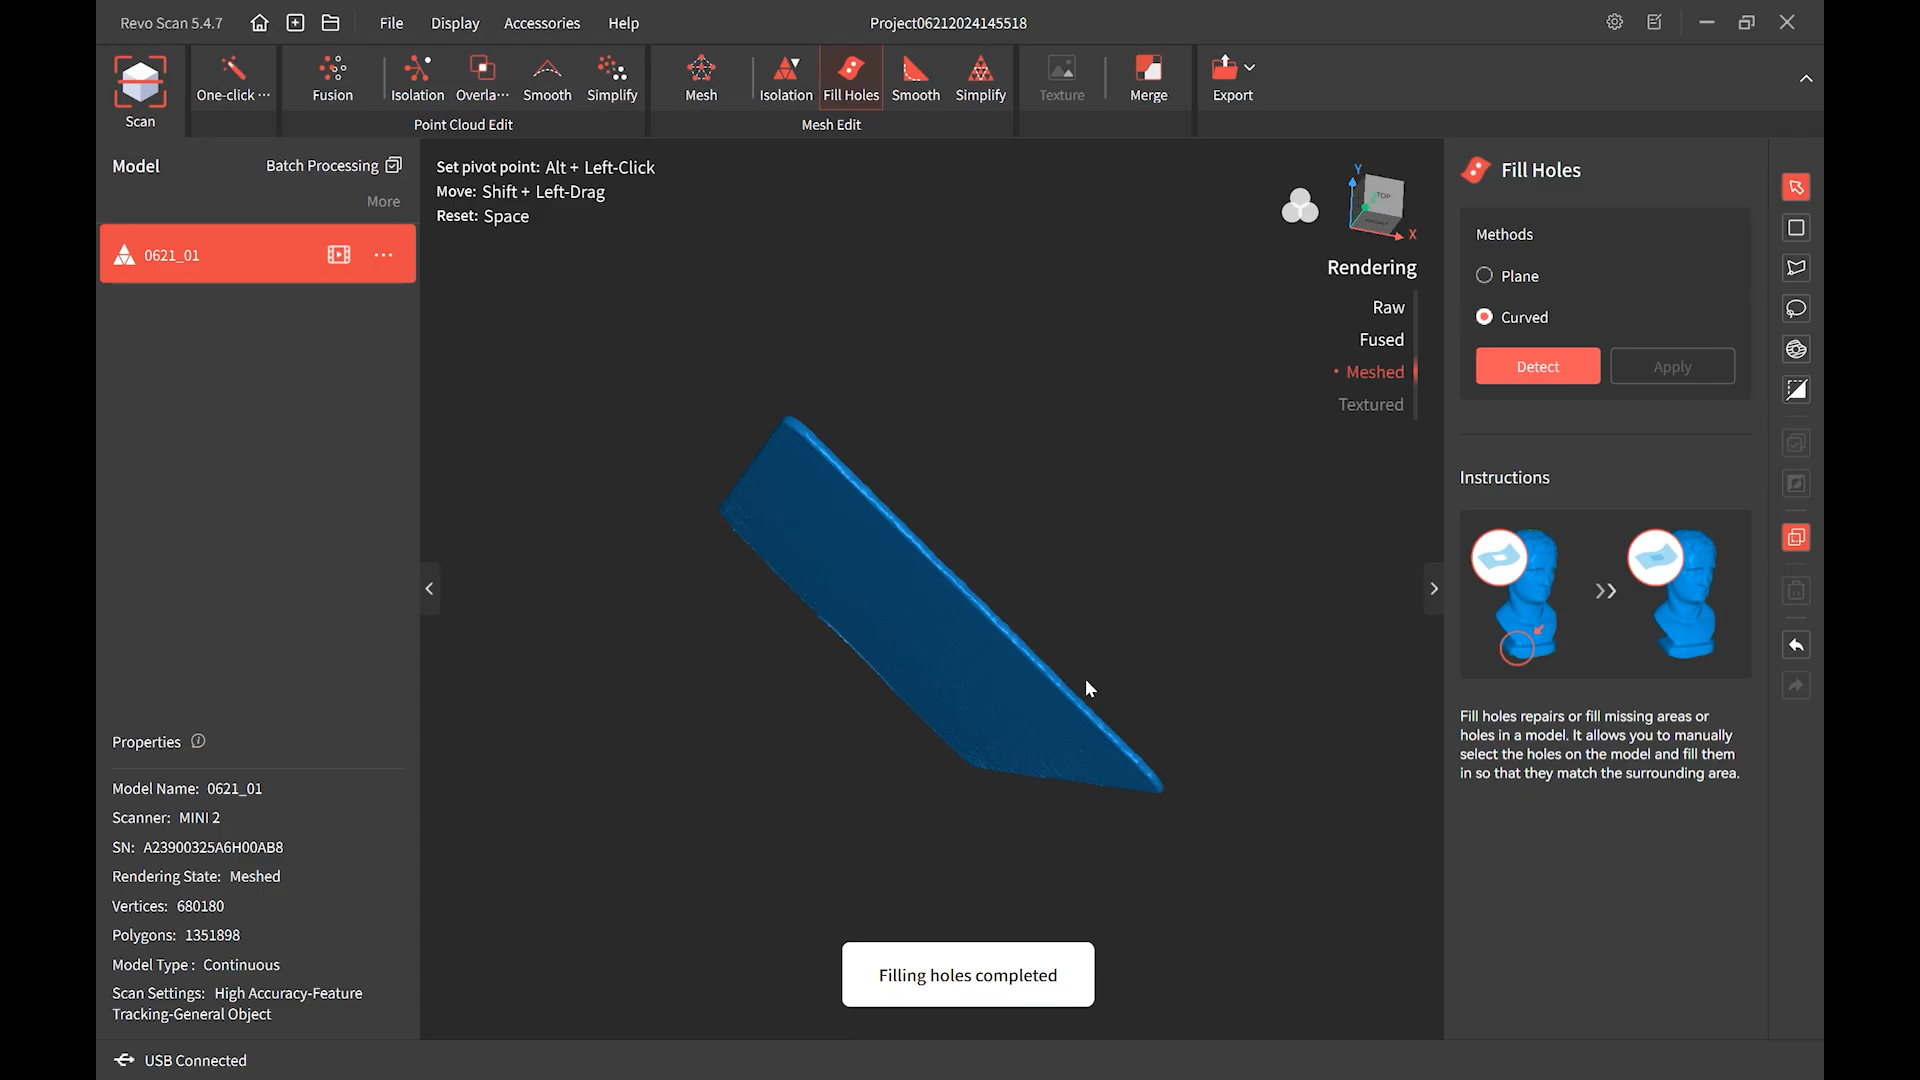 Revo Scan 5.4.7
File
Display
Accessories
Help
Project06212024145518
Scan
One-click ···
Fusion
Isolation
Overla···
Smooth
Simplify
Point Cloud Edit
Mesh
Isolation
Fill Holes
Smooth
Simplify
Mesh Edit
Texture
Merge
Export
Model
Batch Processing
More
0621_01
Properties
Model Name: 0621_01
Scanner: MINI 2
SN: A23900325A6H00AB8
Rendering State: Meshed
Vertices: 680180
Polygons: 1351898
Model Type : Continuous
Scan Settings: High Accuracy-Feature
Tracking-General Object
USB Connected
Set pivot point: Alt + Left-Click
Move: Shift + Left-Drag
Reset: Space
Y
TOP
FRONT
X
Rendering
Raw
Fused
• Meshed
Textured
Filling holes completed
Fill Holes
Methods
Plane
Curved
Detect
Apply
Instructions
Fill holes repairs or fill missing areas or
holes in a model. It allows you to manually
select the holes on the model and fill them
in so that they match the surrounding area.